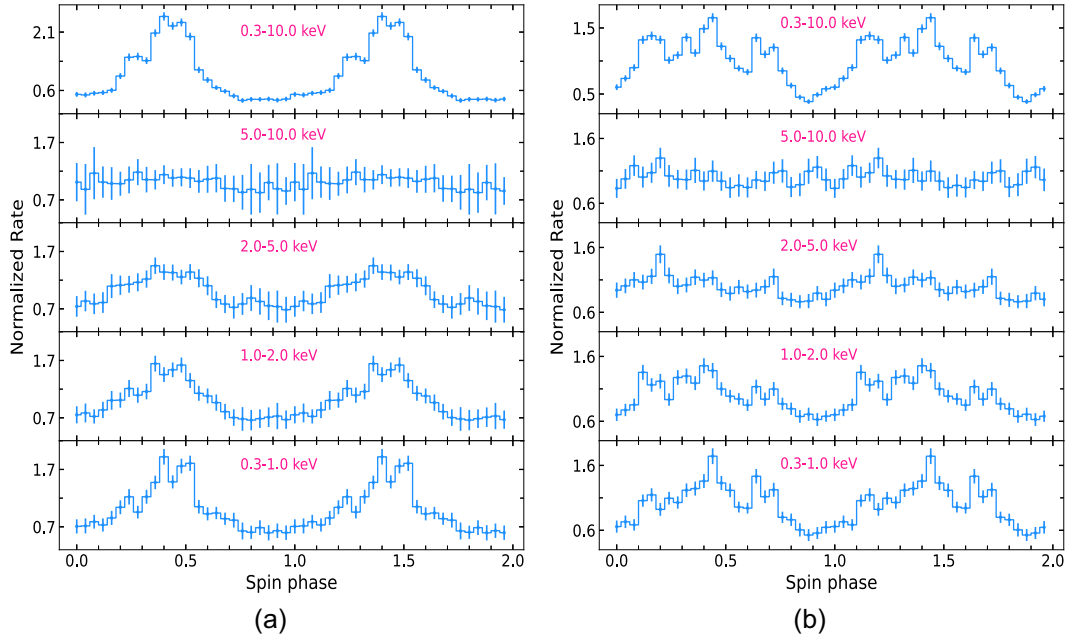 0.3-10.0 keV
2.1
0.6
5.0-10.0 keV
1.7
0.7
2.0-5.0 keV
1.7
0.7
1.0-2.0 keV
1.7
0.7
0.3-1.0 keV
1.7
0.7
0.0 0.5 1.0 1.5 2.0
Normalized Rate
Spin phase
(a)
0.3-10.0 keV
1.5
0.5
5.0-10.0 keV
1.6
0.6
2.0-5.0 keV
1.6
0.6
1.0-2.0 keV
1.6
0.6
0.3-1.0 keV
1.6
0.6
0.0 0.5 1.0 1.5 2.0
Normalized Rate
Spin phase
(b)